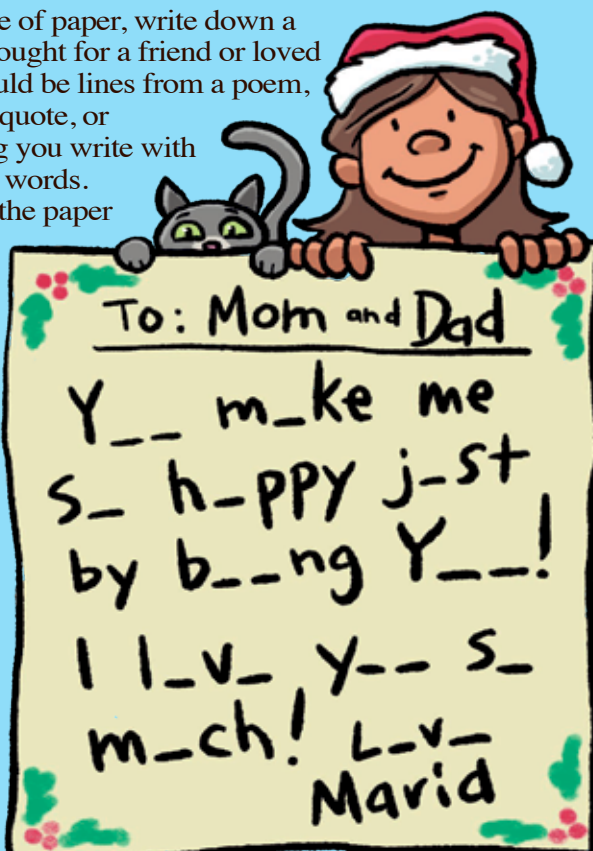 e of paper, write down a
ought for a friend or loved
uld be lines from a poem,
quote, or
g you write with
words.
the paper
To: Mom and Dad
Y__ m_ke me
s_ h_ppy j_st
by b__ng Y__!
I l_v_ y__ s_
m_ch! L_v_
Marid